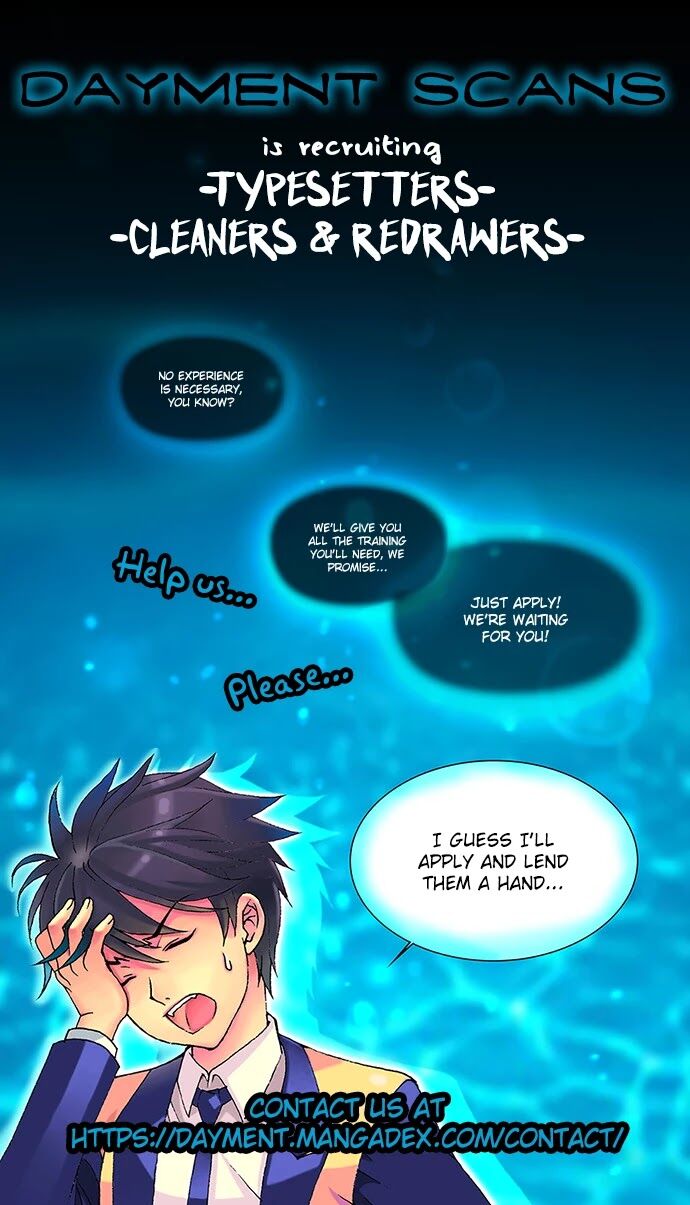 DAYMENT SCANS
is recruiting
-TYPESETTERS-
-CLEANERS & REDRAWERS-
NO EXPERIENCE
IS NECESSARY,
YOU KNOW?
WE'LL GIVE YOU
ALL THE TRAINING
YOU'LL NEED, WE
PROMISE...
JUST APPLY!
WE'RE WAITING
FOR YOU!
Help us...
Please...
I GUESS I'LL
APPLY AND LEND
THEM A HAND...
CONTACT US AT
HTTPS://DAYMENT.MANGADEX.COM/CONTACT/